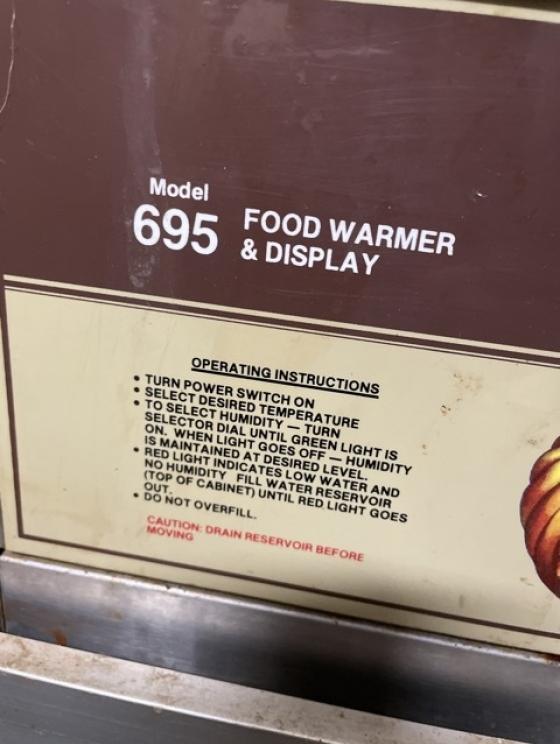 Model
695 FOOD WARMER
& DISPLAY
OPERATING INSTRUCTIONS
• TURN POWER SWITCH ON
• SELECT DESIRED TEMPERATURE
• TO SELECT HUMIDITY — TURN
SELECTOR DIAL UNTIL GREEN LIGHT IS
ON. WHEN LIGHT GOES OFF — HUMIDITY
IS MAINTAINED AT DESIRED LEVEL.
• RED LIGHT INDICATES LOW WATER AND
NO HUMIDITY FILL WATER RESERVOIR
(TOP OF CABINET) UNTIL RED LIGHT GOES
OUT.
• DO NOT OVERFILL.
CAUTION: DRAIN RESERVOIR BEFORE
MOVING